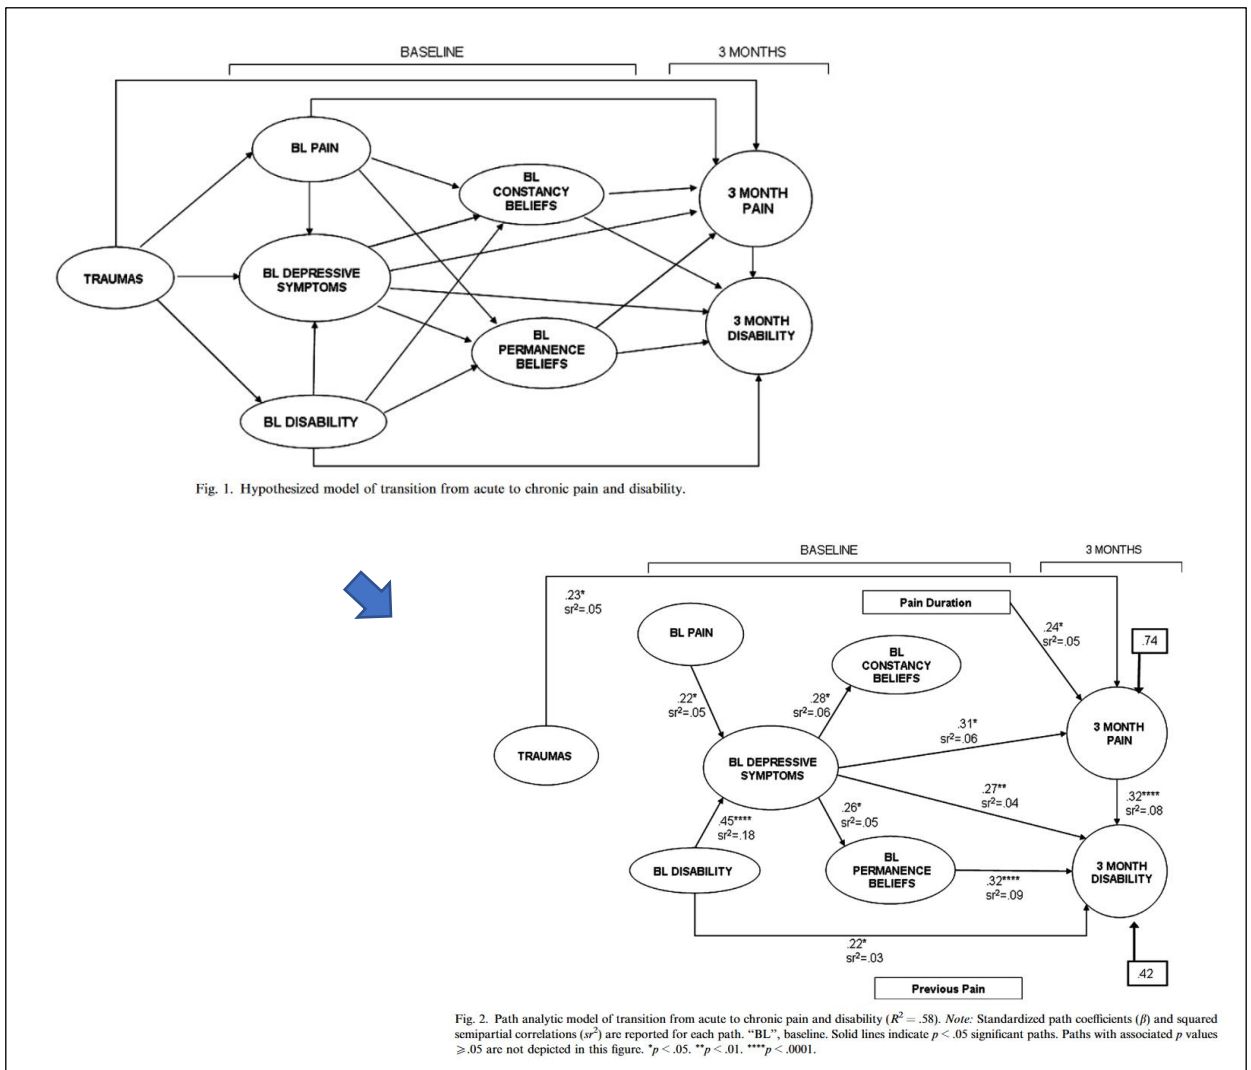 BASELINE
3 MONTHS
BL PAIN
BL
CONSTANCY
BELIEFS
3 MONTH
PAIN
TRAUMAS
BL DEPRESSIVE
SYMPTOMS
3 MONTH
DISABILITY
BL
PERMANENCE
BELIEFS
BL DISABILITY
Fig. 1. Hypothesized model of transition from acute to chronic pain and disability.
BASELINE
3 MONTHS
.23*
sr²=.05
Pain Duration
BL PAIN
.24*
sr²=.05
.74
BL
CONSTANCY
BELIEFS
.22*
sr²=.05
.28*
sr²=.06
.31*
sr²=.06
3 MONTH
PAIN
TRAUMAS
BL DEPRESSIVE
SYMPTOMS
.27**
sr²=.04
.32****
sr²=.08
.45****
sr²=.18
.26*
sr²=.05
BL DISABILITY
BL
PERMANENCE
BELIEFS
.32****
sr²=.09
3 MONTH
DISABILITY
.22*
sr²=.03
.42
Previous Pain
Fig. 2. Path analytic model of transition from acute to chronic pain and disability (R² = .58). Note: Standardized path coefficients (β) and squared
semipartial correlations (sr²) are reported for each path. “BL”, baseline. Solid lines indicate p < .05 significant paths. Paths with associated p values
⩾.05 are not depicted in this figure. *p < .05. **p < .01. ****p < .0001.